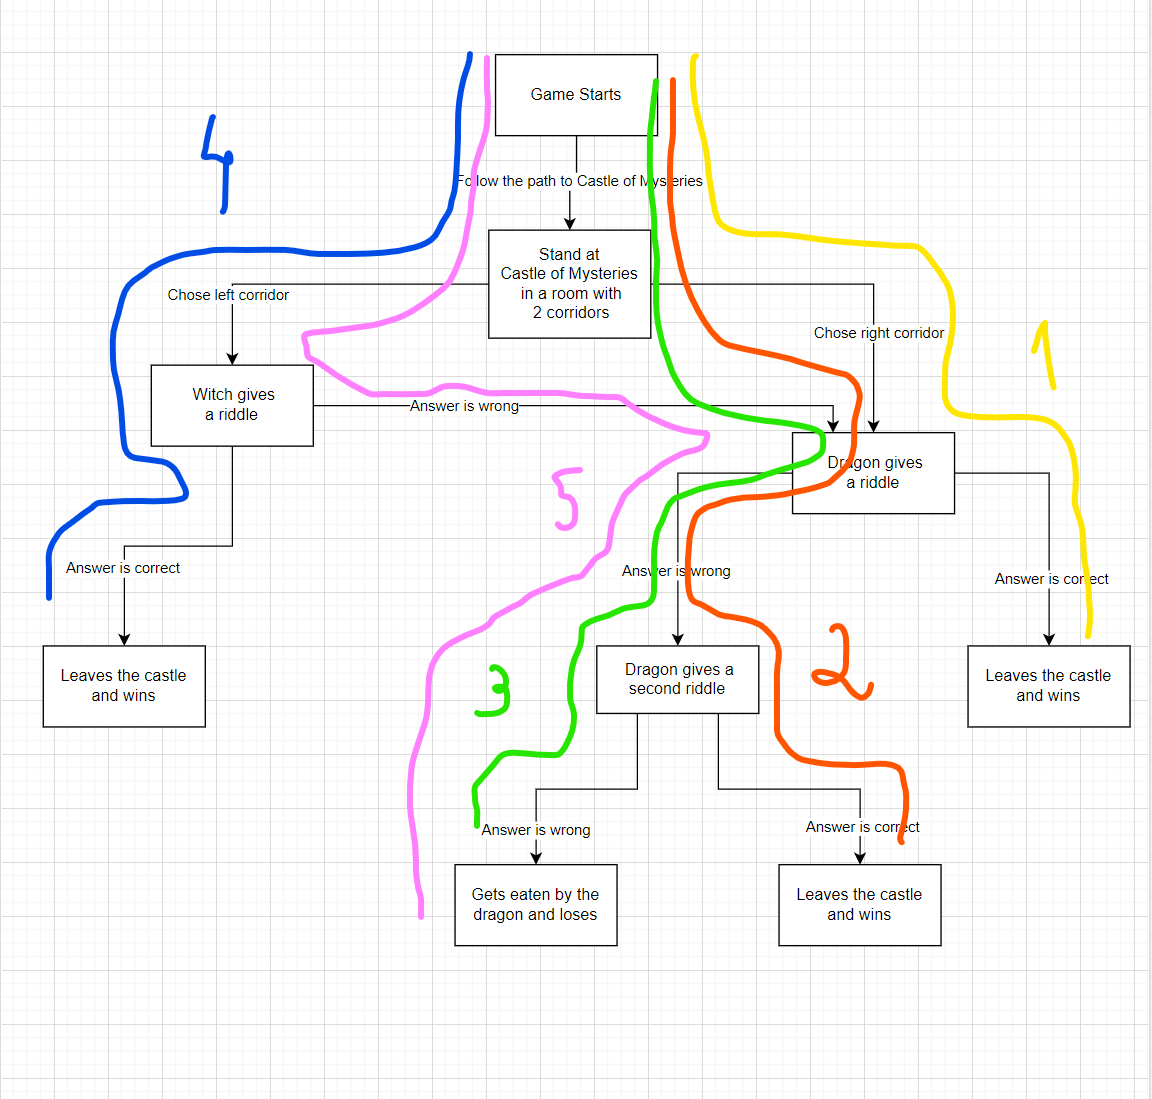 Game Starts
4
Follow the path to Castle of Mysteries
Stand at
Castle of Mysteries
in a room with
2 corridors
Chose left corridor
Chose right corridor
1
Witch gives
a riddle
Answer is wrong
Dragon gives
a riddle
5
Answer is correct
Answer is wrong
Answer is correct
Leaves the castle
and wins
3
Dragon gives a
second riddle
2
Leaves the castle
and wins
Answer is wrong
Answer is correct
Gets eaten by the
dragon and loses
Leaves the castle
and wins